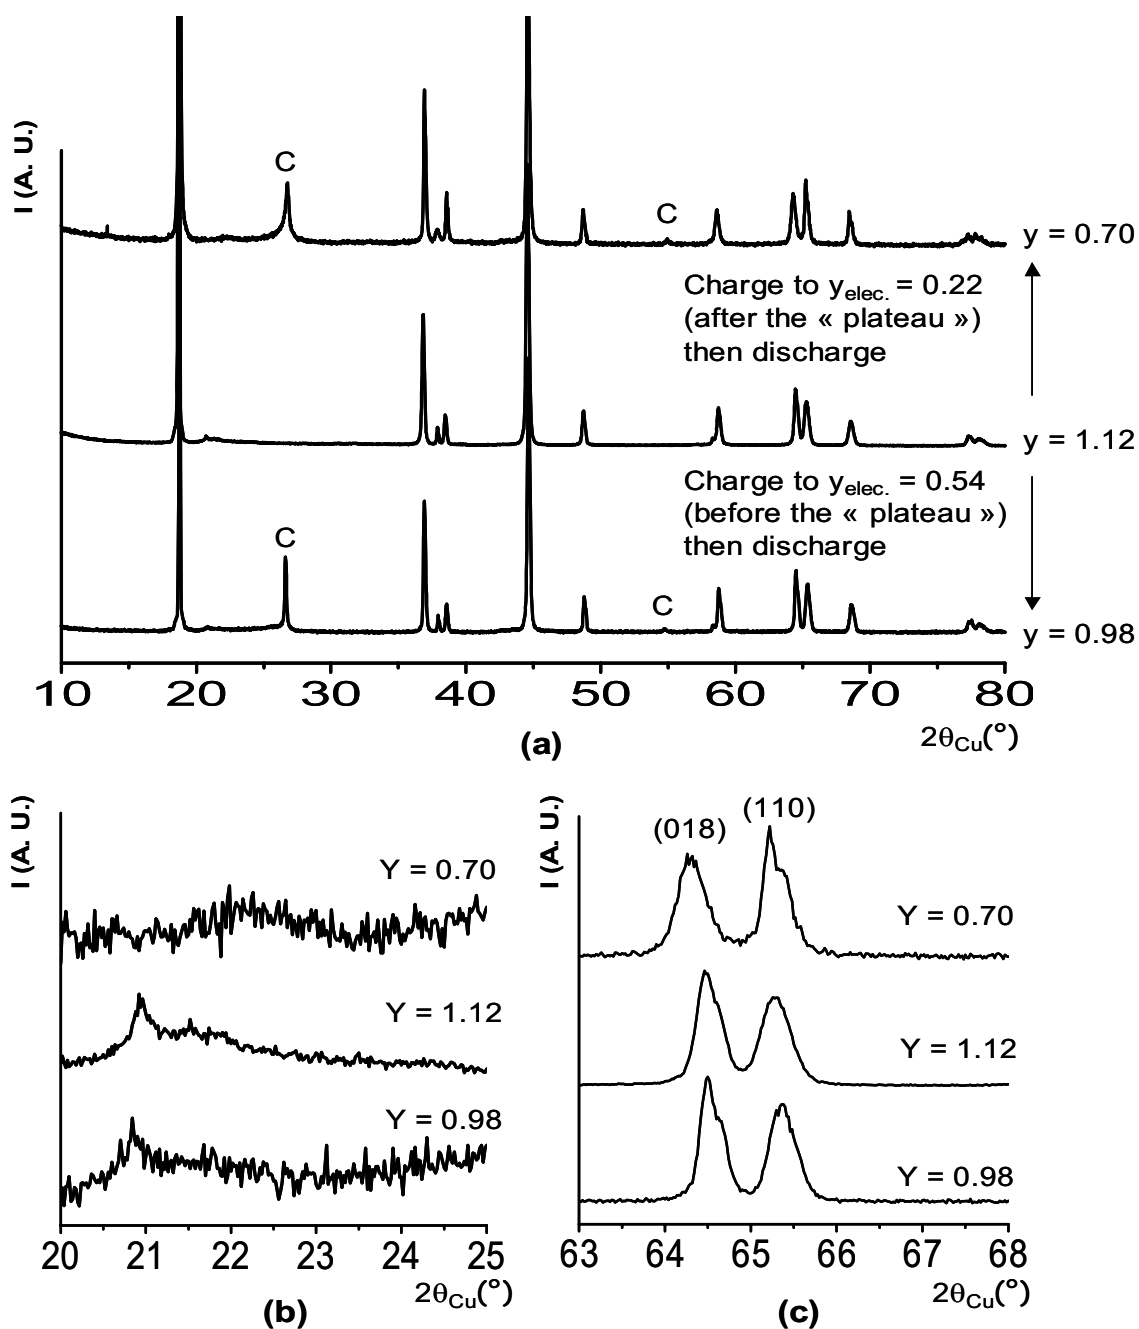 I (A. U.)
C
C
y = 0.70
Charge to yelec. = 0.22
(after the « plateau »)
then discharge
y = 1.12
Charge to yelec. = 0.54
(before the « plateau »)
then discharge
C
C
y = 0.98
10 20 30 40 50 60 70 80
2θCu(°)
(a)
I (A. U.)
Y = 0.70
Y = 1.12
Y = 0.98
20 21 22 23 24 25
2θCu(°)
(b)
I (A. U.)
(018)
(110)
Y = 0.70
Y = 1.12
Y = 0.98
63 64 65 66 67 68
2θCu(°)
(c)